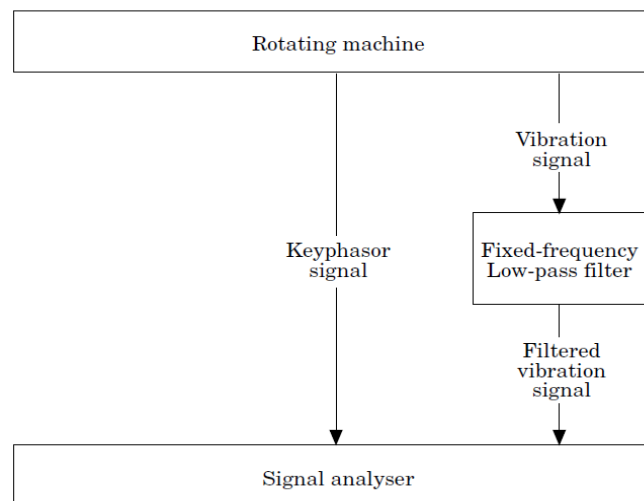 Rotating machine
Vibration
signal
Keyphasor
signal
Fixed-frequency
Low-pass filter
Filtered
vibration
signal
Signal analyser